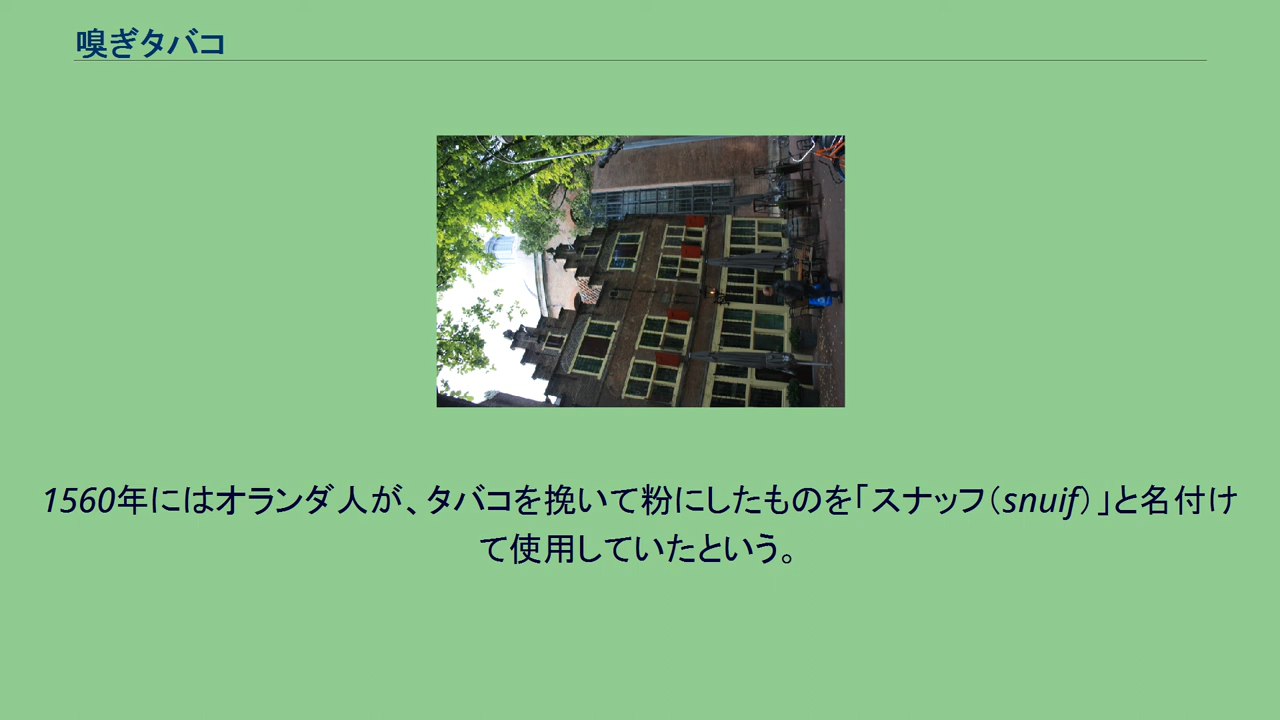 嗅ぎタバコ
1560年にはオランダ人が、タバコを挽いて粉にしたものを「スナッフ（snuif）」と名付け
て使用していたという。